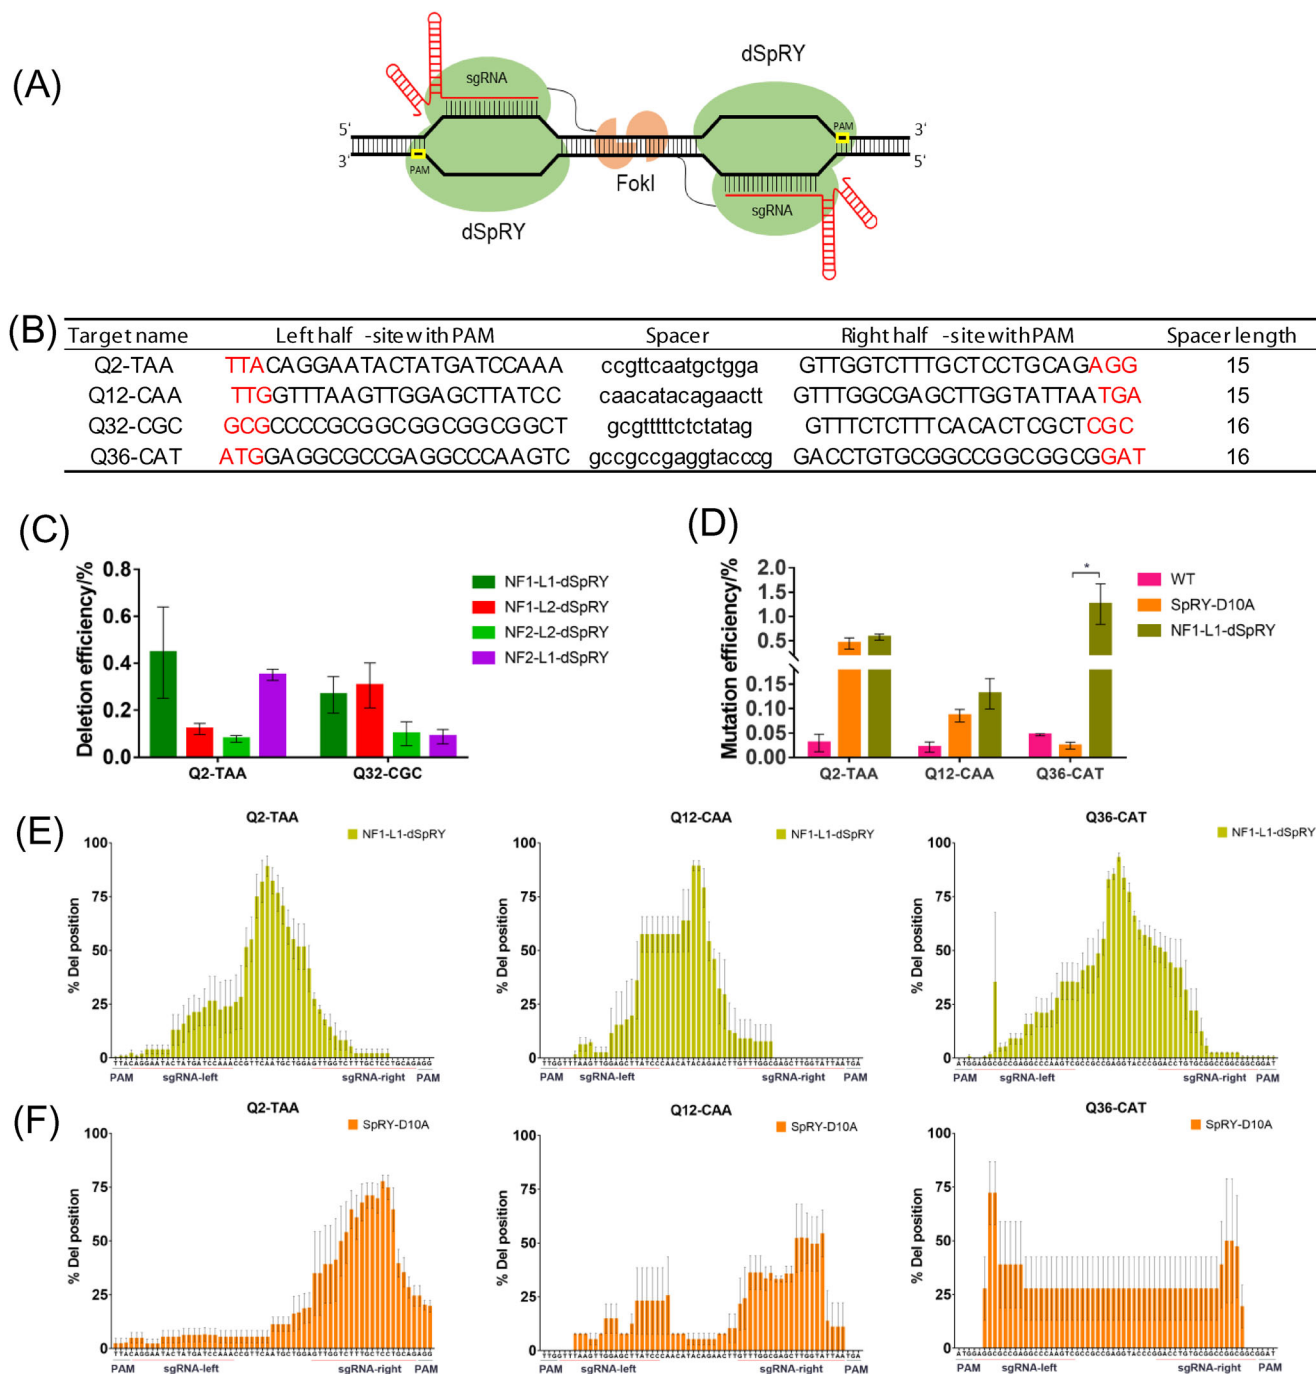 (A)
dSpRY
sgRNA
5'
3'
PAM
3'
5'
PAM
FokI
sgRNA
dSpRY
(B)
Target name Left half -site with PAM Spacer Right half -site with PAM Spacer length
Q2-TAA TTACAGGAATACTATGATCCAAA ccgttcaatgctgga GTTGGTCTTTGCTCCTGCAGAGG 15
Q12-CAA TTGGTTTAAGTTGGAGCTTATCC caacatacagaactt GTTTGGCGAGCTTGGTATTAATGA 15
Q32-CGC GCGCCCCGCGGCGGCGGCGGCT gcgtttttctctatag GTTTCTCTTTCACACTCGCTCGC 16
Q36-CAT ATGGAGGCGCCGAGGCCCAAGTC gccgccgaggtacccg GACCTGTGCGGCCGGCGGCGGAT 16
(C)
Deletion efficiency/%
0.8
0.6
0.4
0.2
0.0
Q2-TAA Q32-CGC
NF1-L1-dSpRY
NF1-L2-dSpRY
NF2-L2-dSpRY
NF2-L1-dSpRY
(D)
Mutation efficiency/%
2.0
1.5
1.0
0.5
0.15
0.10
0.05
0.00
*
Q2-TAA Q12-CAA Q36-CAT
WT
SpRY-D10A
NF1-L1-dSpRY
(E)
Q2-TAA
NF1-L1-dSpRY
% Del position
100
75
50
25
0
TTACAGGAATACTATGATCCAAACCGTTCAATGCTGGAGTTGGTCTTTGCTCCTGCAGAGG
PAM sgRNA-left sgRNA-right PAM
Q12-CAA
NF1-L1-dSpRY
% Del position
100
75
50
25
0
TTGGTTTAAGTTGGAGCTTATCCCAACATACAGAACTTGTTTGGCGAGCTTGGTATTAATGA
PAM sgRNA-left sgRNA-right PAM
Q36-CAT
NF1-L1-dSpRY
% Del position
100
75
50
25
0
ATGGAGGCGCCGAGGCCCAAGTCGCCGCCGAGGTACCCGGACCTGTGCGGCCGGCGGCGGAT
PAM sgRNA-left sgRNA-right PAM
(F)
Q2-TAA
SpRY-D10A
% Del position
100
75
50
25
0
TTACAGGAATACTATGATCCAAACCGTTCAATGCTGGAGTTGGTCTTTGCTCCTGCAGAGG
PAM sgRNA-left sgRNA-right PAM
Q12-CAA
SpRY-D10A
% Del position
100
75
50
25
0
TTGGTTTAAGTTGGAGCTTATCCCAACATACAGAACTTGTTTGGCGAGCTTGGTATTAATGA
PAM sgRNA-left sgRNA-right PAM
Q36-CAT
SpRY-D10A
% Del position
100
75
50
25
0
ATGGAGGCGCCGAGGCCCAAGTCGCCGCCGAGGTACCCGGACCTGTGCGGCCGGCGGCGGAT
PAM sgRNA-left sgRNA-right PAM